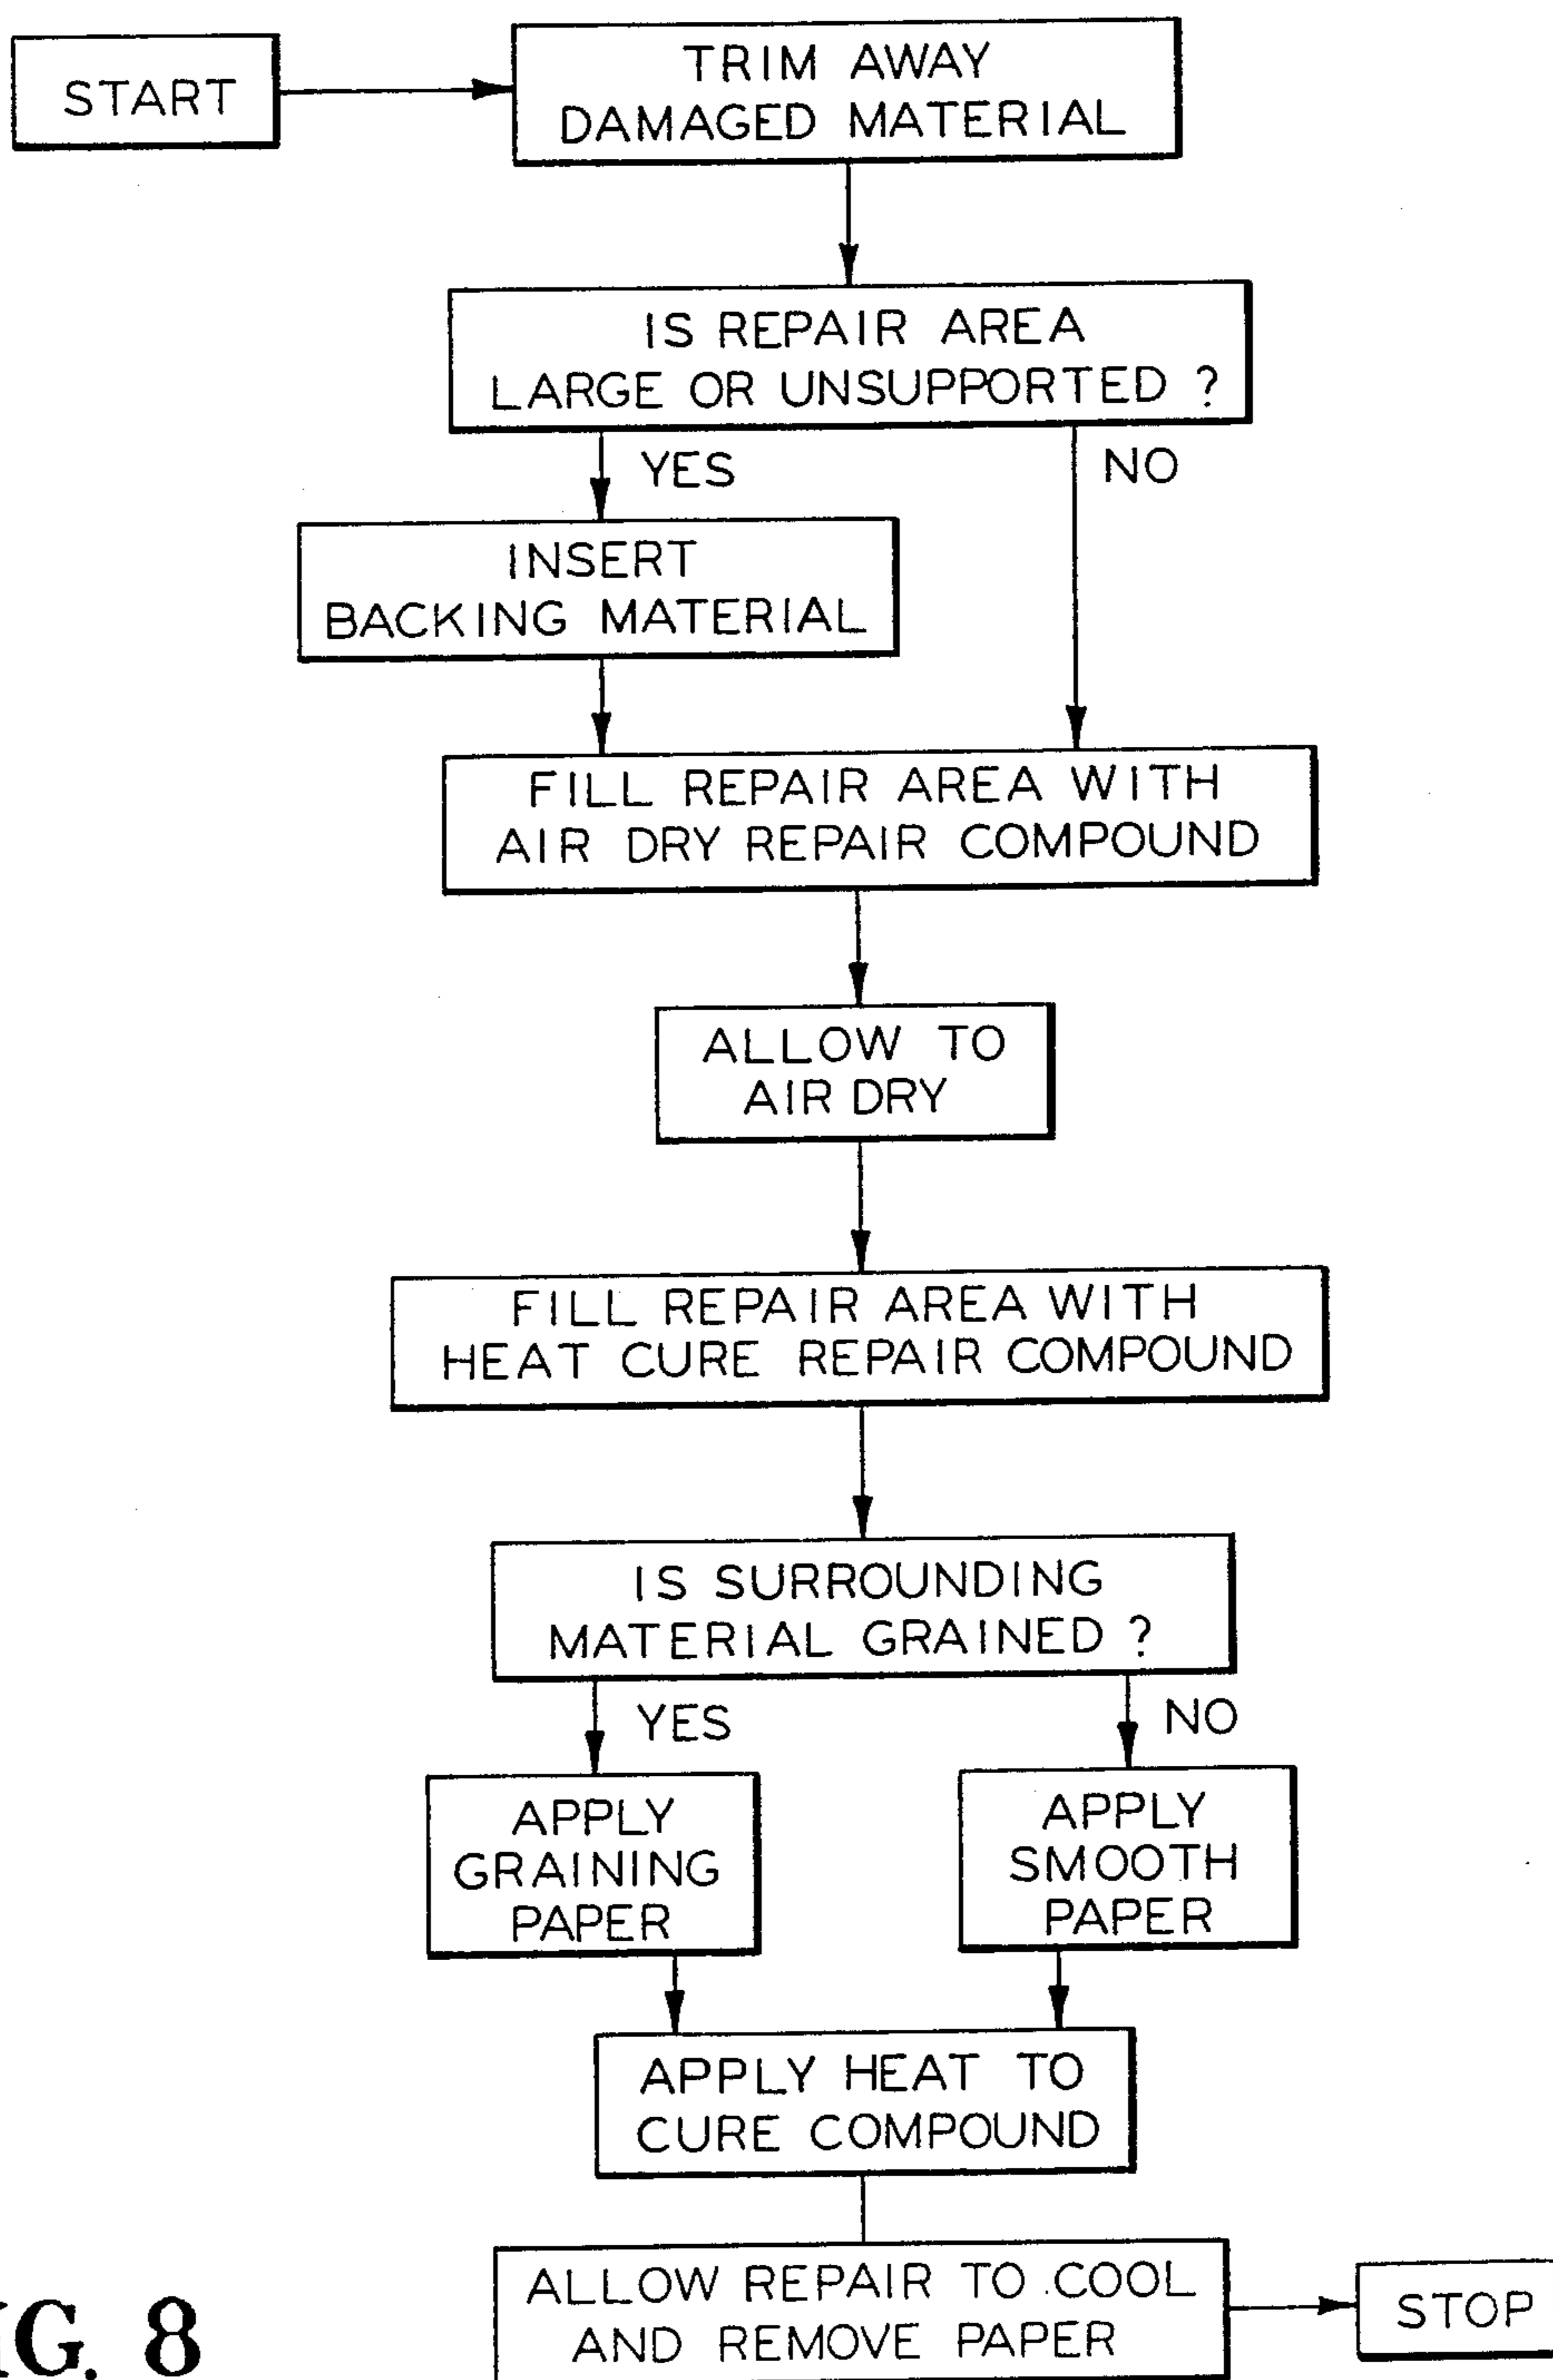 START
TRIM AWAY
DAMAGED MATERIAL
IS REPAIR AREA
LARGE OR UNSUPPORTED ?
YES
NO
INSERT
BACKING MATERIAL
FILL REPAIR AREA WITH
AIR DRY REPAIR COMPOUND
ALLOW TO
AIR DRY
FILL REPAIR AREA WITH
HEAT CURE REPAIR COMPOUND
IS SURROUNDING
MATERIAL GRAINED ?
YES
NO
APPLY
GRAINING
PAPER
APPLY
SMOOTH
PAPER
APPLY HEAT TO
CURE COMPOUND
ALLOW REPAIR TO COOL
AND REMOVE PAPER
STOP
G. 8